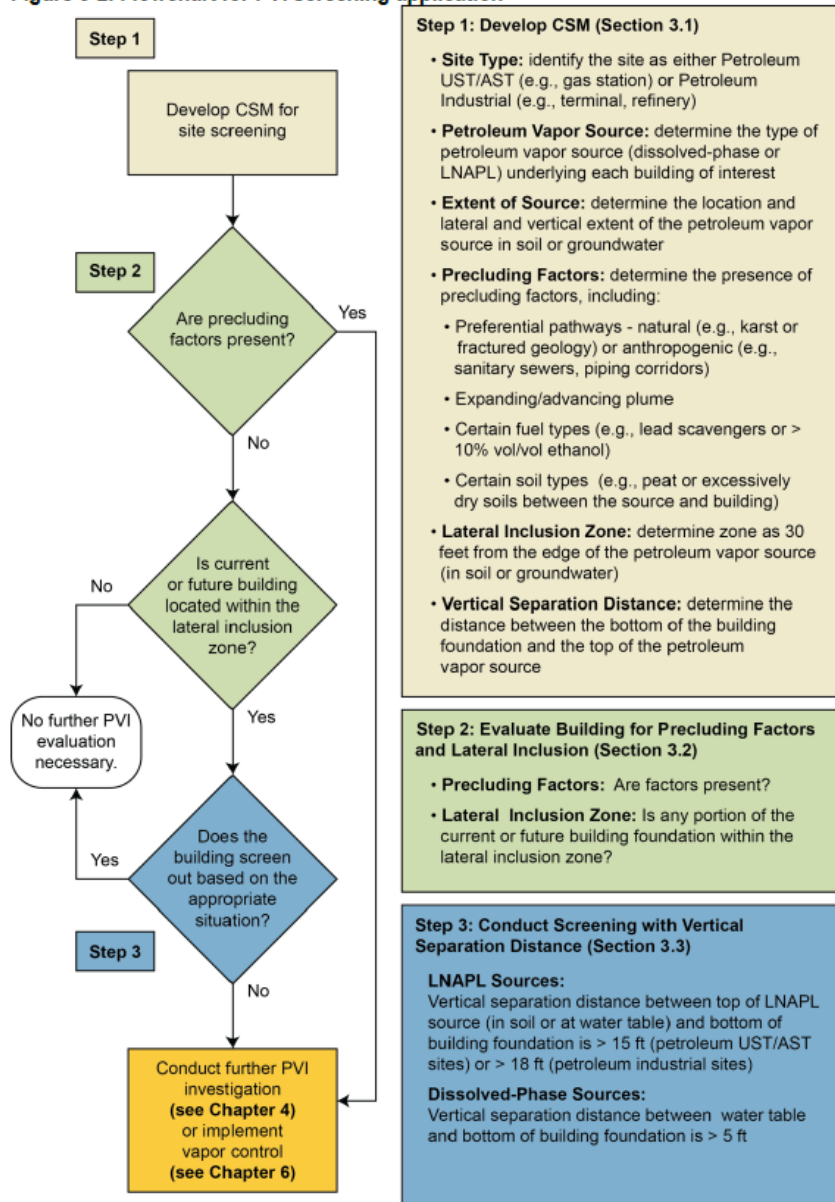 Step 1
Develop CSM for
site screening
Step 2
Are precluding
factors present?
Yes
No
Is current
or future building
located within the
lateral inclusion
zone?
No
Yes
No further PVI
evaluation
necessary.
Does the
building screen
out based on the
appropriate
situation?
Yes
Step 3
No
Conduct further PVI
investigation
(see Chapter 4)
or implement
vapor control
(see Chapter 6)
Step 1: Develop CSM (Section 3.1)
• Site Type: identify the site as either Petroleum
UST/AST (e.g., gas station) or Petroleum
Industrial (e.g., terminal, refinery)
• Petroleum Vapor Source: determine the type of
petroleum vapor source (dissolved-phase or
LNAPL) underlying each building of interest
• Extent of Source: determine the location and
lateral and vertical extent of the petroleum vapor
source in soil or groundwater
• Precluding Factors: determine the presence of
precluding factors, including:
• Preferential pathways - natural (e.g., karst or
fractured geology) or anthropogenic (e.g.,
sanitary sewers, piping corridors)
• Expanding/advancing plume
• Certain fuel types (e.g., lead scavengers or >
10% vol/vol ethanol)
• Certain soil types (e.g., peat or excessively
dry soils between the source and building)
• Lateral Inclusion Zone: determine zone as 30
feet from the edge of the petroleum vapor source
(in soil or groundwater)
• Vertical Separation Distance: determine the
distance between the bottom of the building
foundation and the top of the petroleum
vapor source
Step 2: Evaluate Building for Precluding Factors
and Lateral Inclusion (Section 3.2)
• Precluding Factors: Are factors present?
• Lateral Inclusion Zone: Is any portion of the
current or future building foundation within the
lateral inclusion zone?
Step 3: Conduct Screening with Vertical
Separation Distance (Section 3.3)
LNAPL Sources:
Vertical separation distance between top of LNAPL
source (in soil or at water table) and bottom of
building foundation is > 15 ft (petroleum UST/AST
sites) or > 18 ft (petroleum industrial sites)
Dissolved-Phase Sources:
Vertical separation distance between water table
and bottom of building foundation is > 5 ft